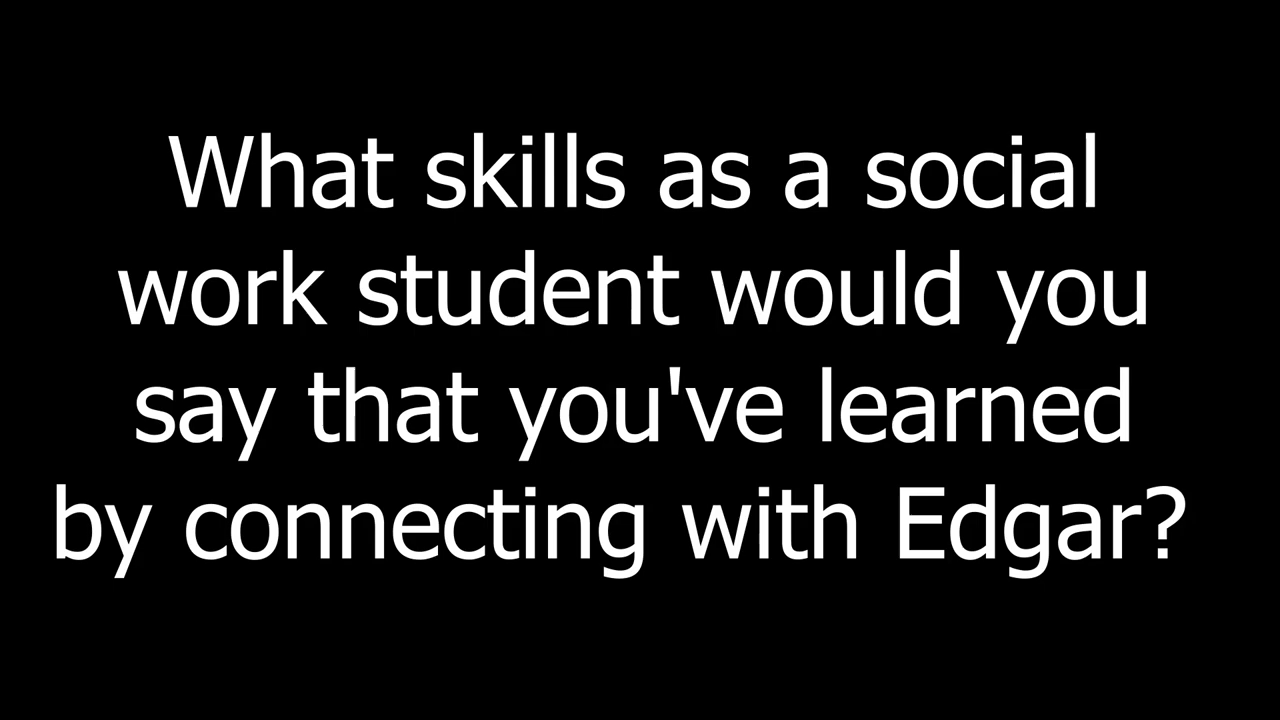 What skills as a social
work student would you
say that you've learned
by connecting with Edgar?